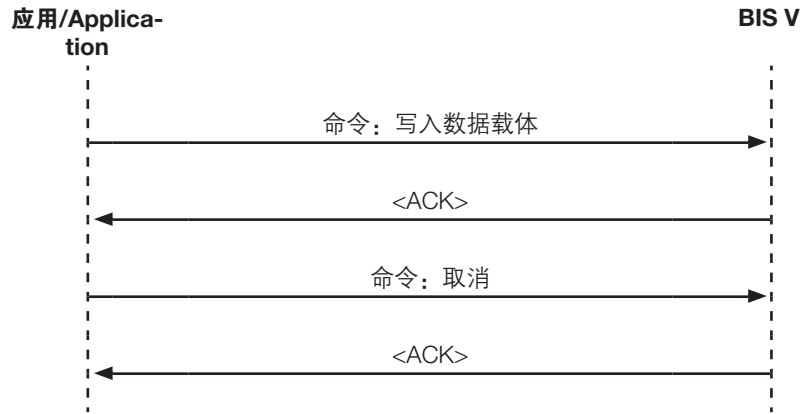 应用/Applica-
tion
BIS V
命令：写入数据载体
<ACK>
命令：取消
<ACK>